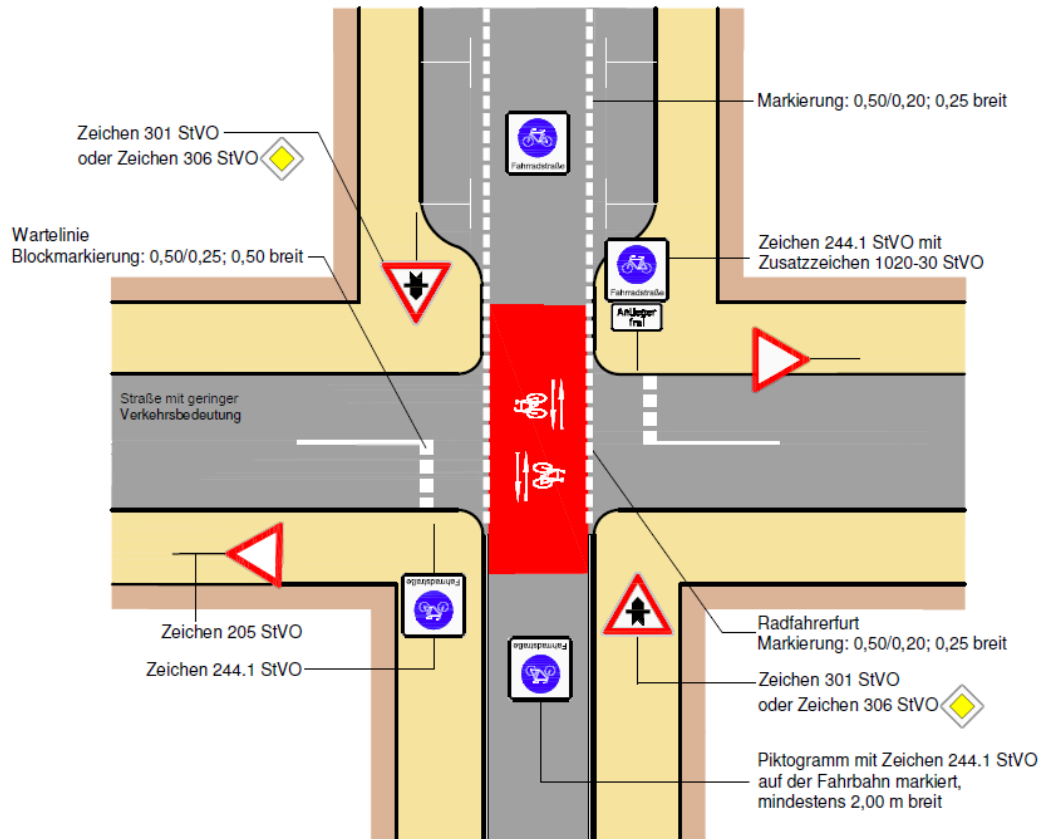 Markierung: 0,50/0,20; 0,25 breit
Zeichen 301 StVO
oder Zeichen 306 StVO
Fahrradstraße
Wartelinie
Blockmarkierung: 0,50/0,25; 0,50 breit
Zeichen 244.1 StVO mit
Zusatzzeichen 1020-30 StVO
Fahrradstraße
Anlieger
frei
Straße mit geringer
Verkehrsbedeutung
Fahrradstraße
Zeichen 205 StVO
Zeichen 244.1 StVO
Radfahrerfurt
Markierung: 0,50/0,20; 0,25 breit
Fahrradstraße
Zeichen 301 StVO
oder Zeichen 306 StVO
Piktogramm mit Zeichen 244.1 StVO
auf der Fahrbahn markiert,
mindestens 2,00 m breit